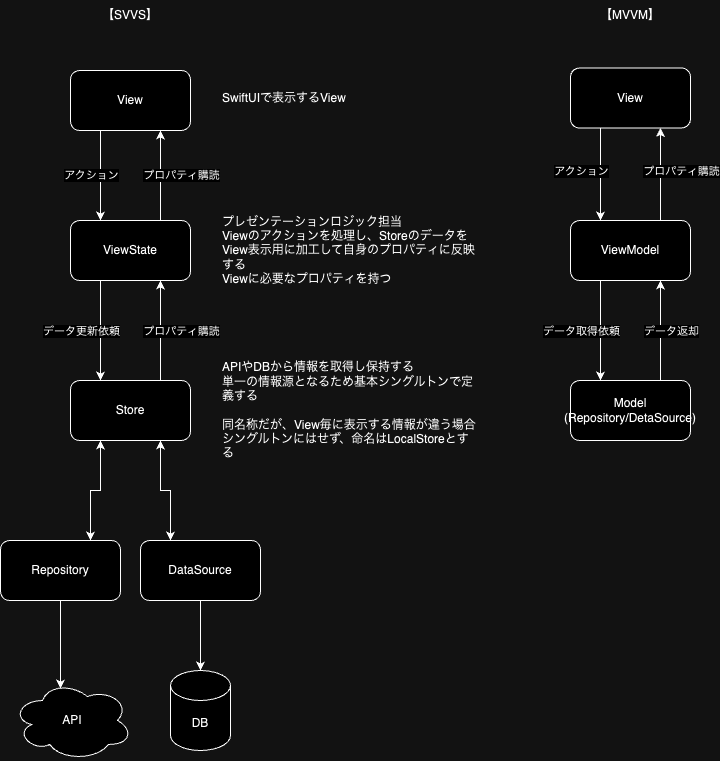 【SVVS】
View
SwiftUIで表示するView
アクション
プロパティ購読
ViewState
プレゼンテーションロジック担当
Viewのアクションを処理し、Storeのデータを
View表示用に加工して自身のプロパティに反映
する
Viewに必要なプロパティを持つ
データ更新依頼
プロパティ購読
Store
APIやDBから情報を取得し保持する
単一の情報源となるため基本シングルトンで定
義する
同名称だが、View毎に表示する情報が違う場合
シングルトンにはせず、命名はLocalStoreとす
る
Repository
DataSource
API
DB
【MVVM】
View
アクション
プロパティ購読
ViewModel
データ取得依頼
データ返却
Model
(Repository/DetaSource)